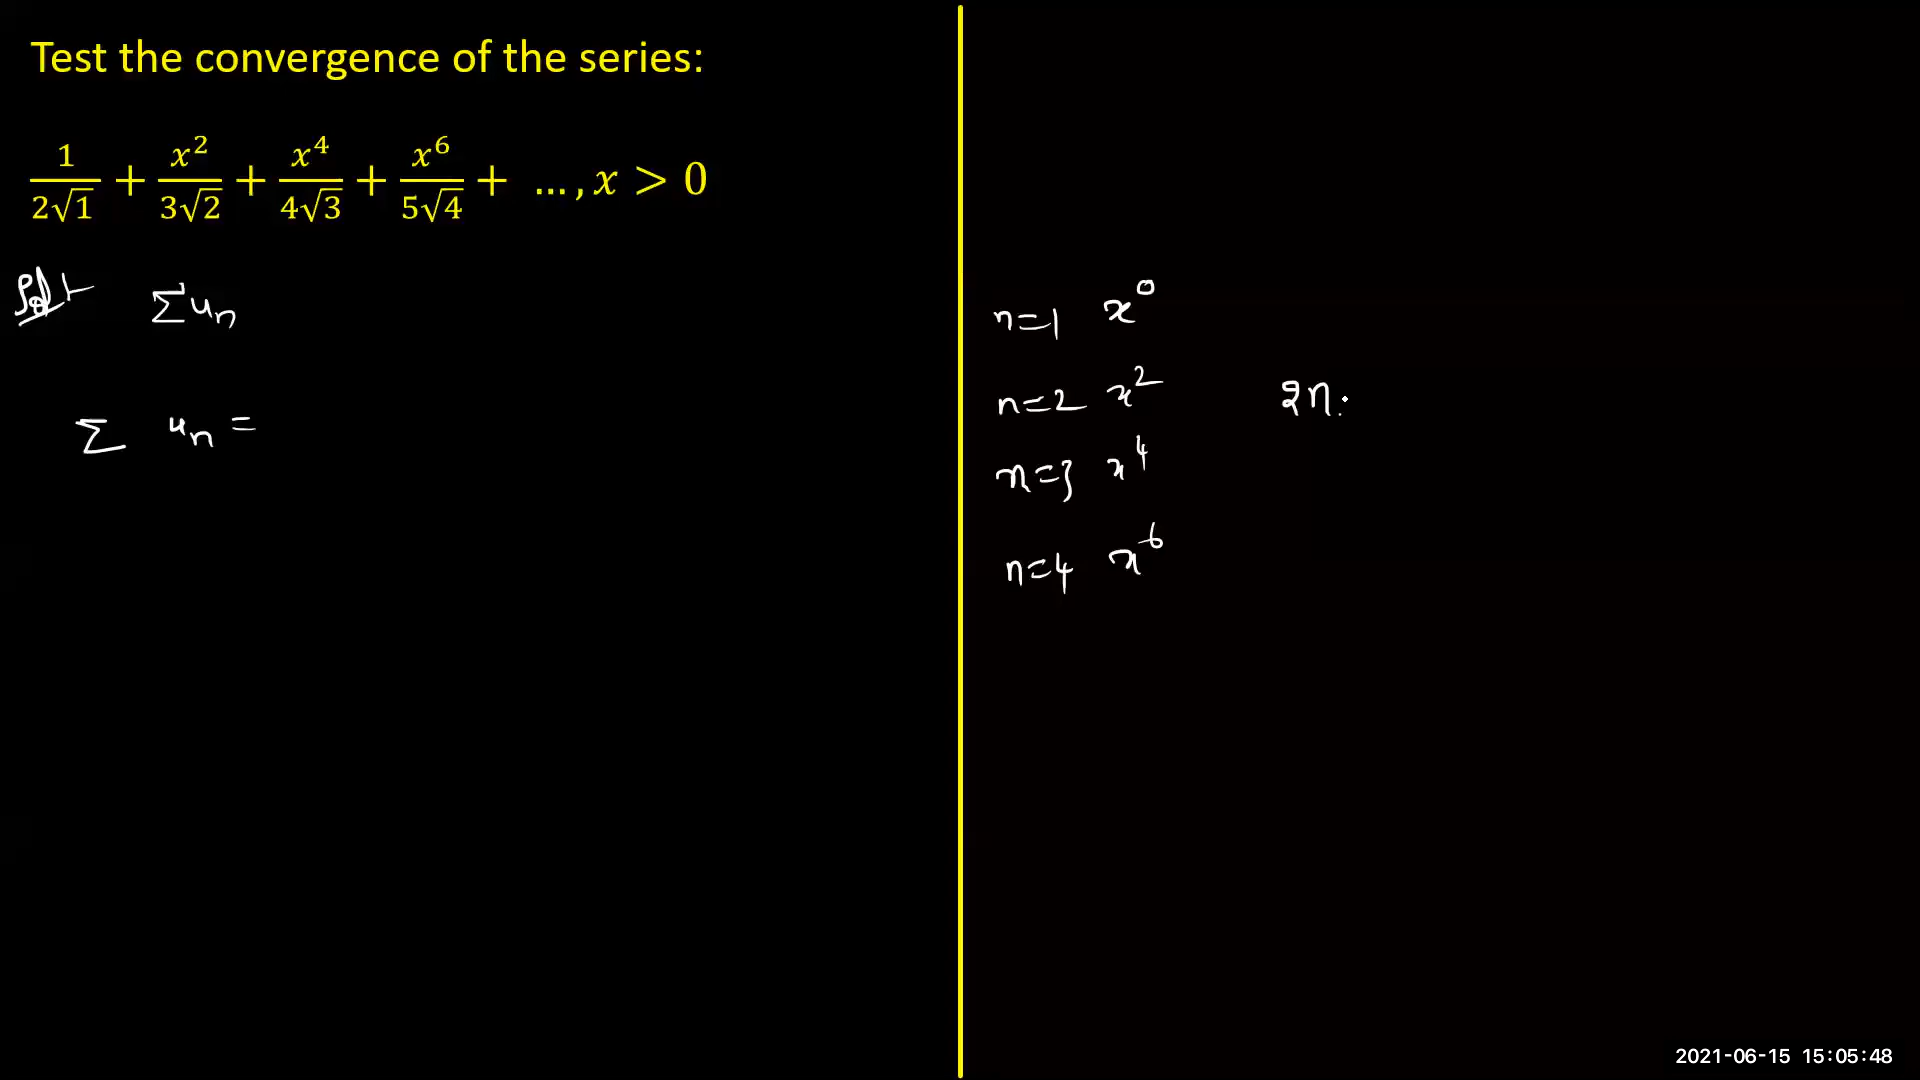 Test the convergence of the series:
1/(2√1) + x²/(3√2) + x⁴/(4√3) + x⁶/(5√4) + ... , x > 0
Sol:- Σuₙ
Σ uₙ =
n=1 x⁰
n=2 x²
n=3 x⁴
n=4 x⁶
2n.
2021-06-15 15:05:48